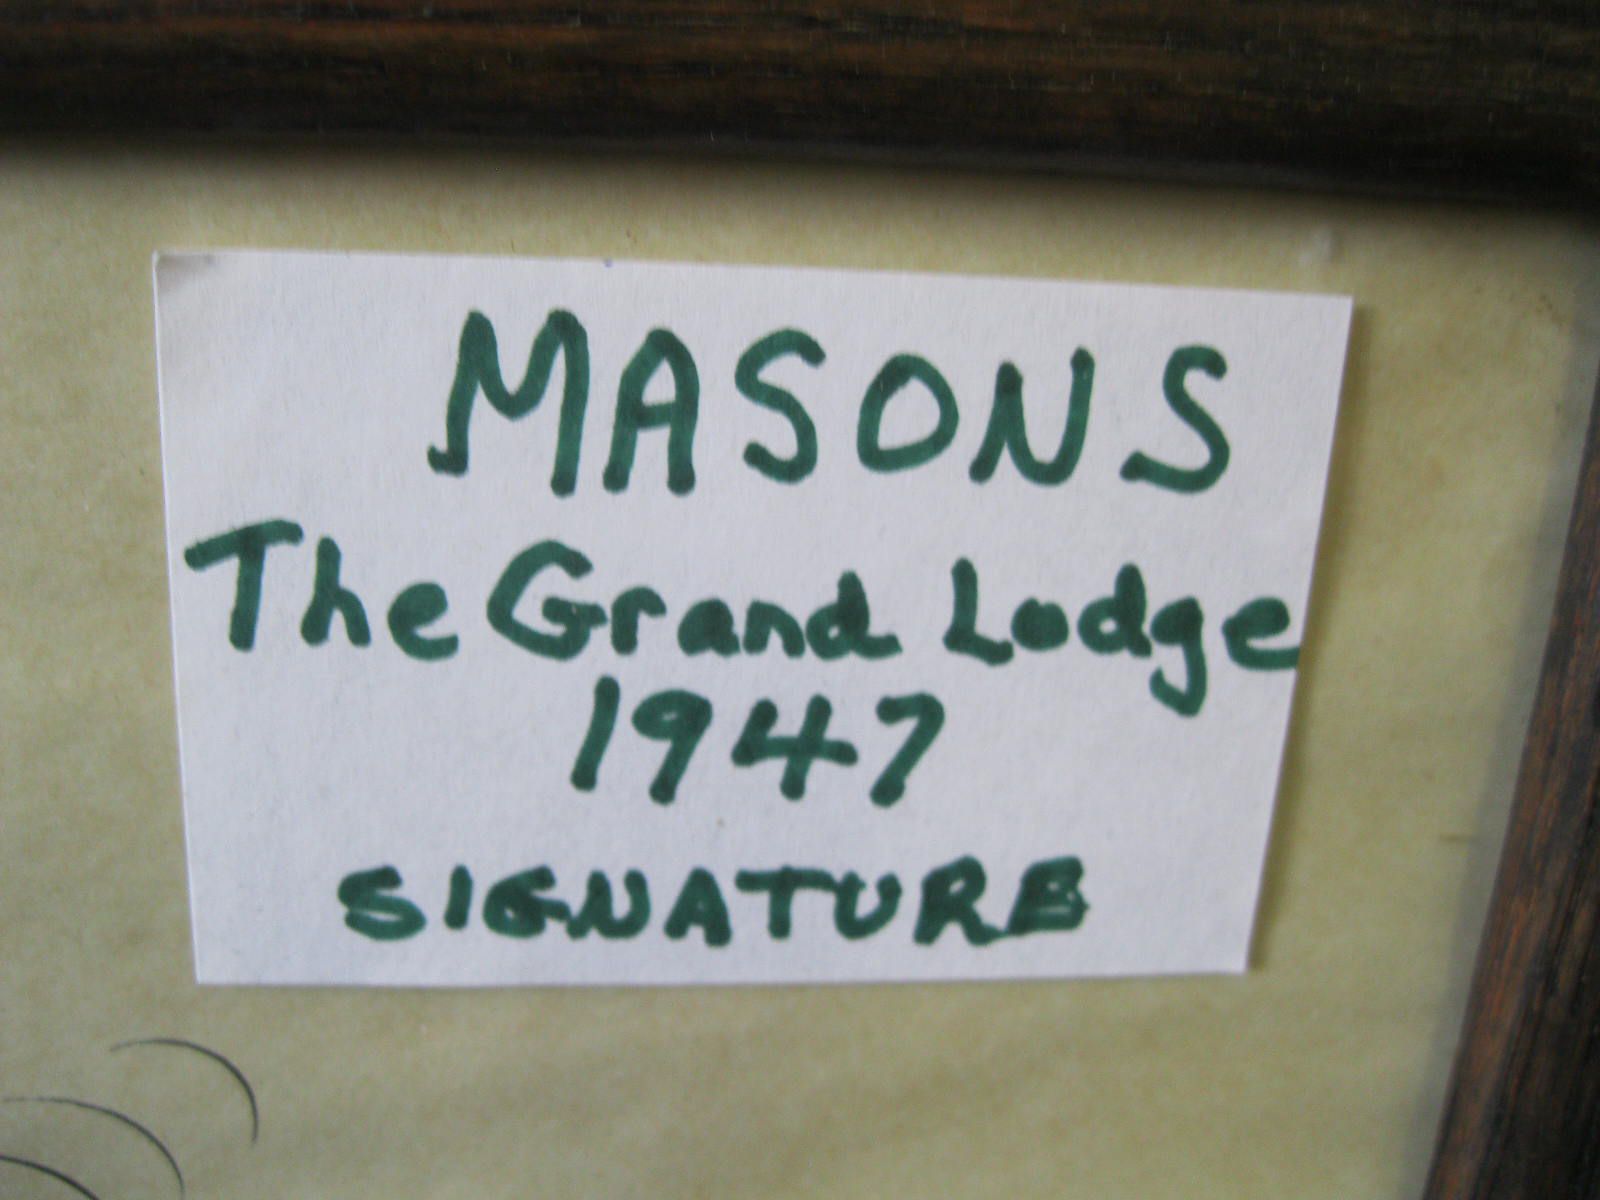 MASONS
The Grand Lodge
1947
SIGNATURE